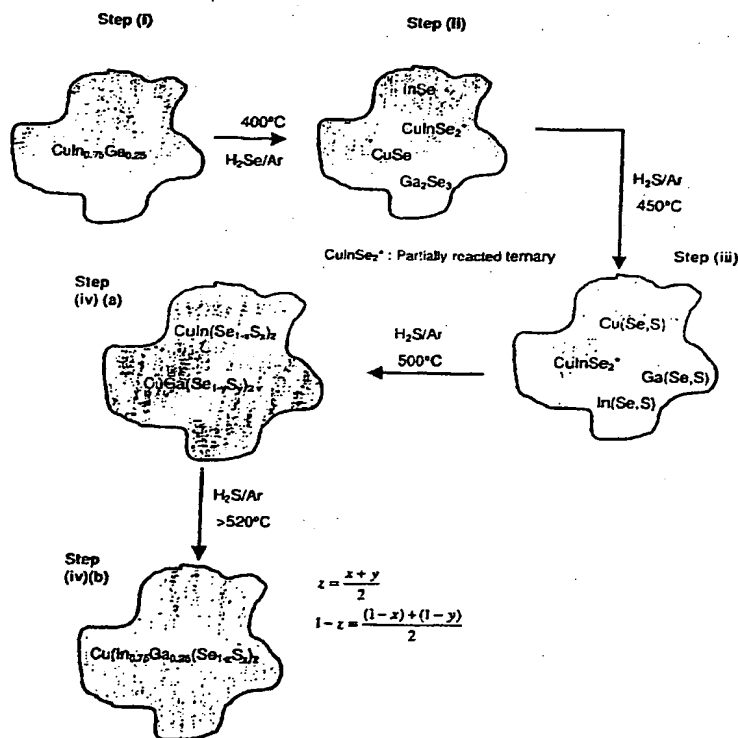 Step (i)
CuIn0.75Ga0.25
400°C
H2Se/Ar
Step (ii)
InSe
CuInSe2*
CuSe
Ga2Se3
H2S/Ar
450°C
CuInSe2* : Partially reacted ternary
Step (iii)
Cu(Se,S)
CuInSe2*
Ga(Se,S)
In(Se,S)
H2S/Ar
500°C
Step
(iv) (a)
CuIn(Se1-xSx)2
CuGa(Se1-ySy)2
H2S/Ar
>520°C
Step
(iv)(b)
Cu(In0.75Ga0.25(Se1-zSz)2
z = (x + y)/2
1 - z = ((1 - x) + (1 - y))/2